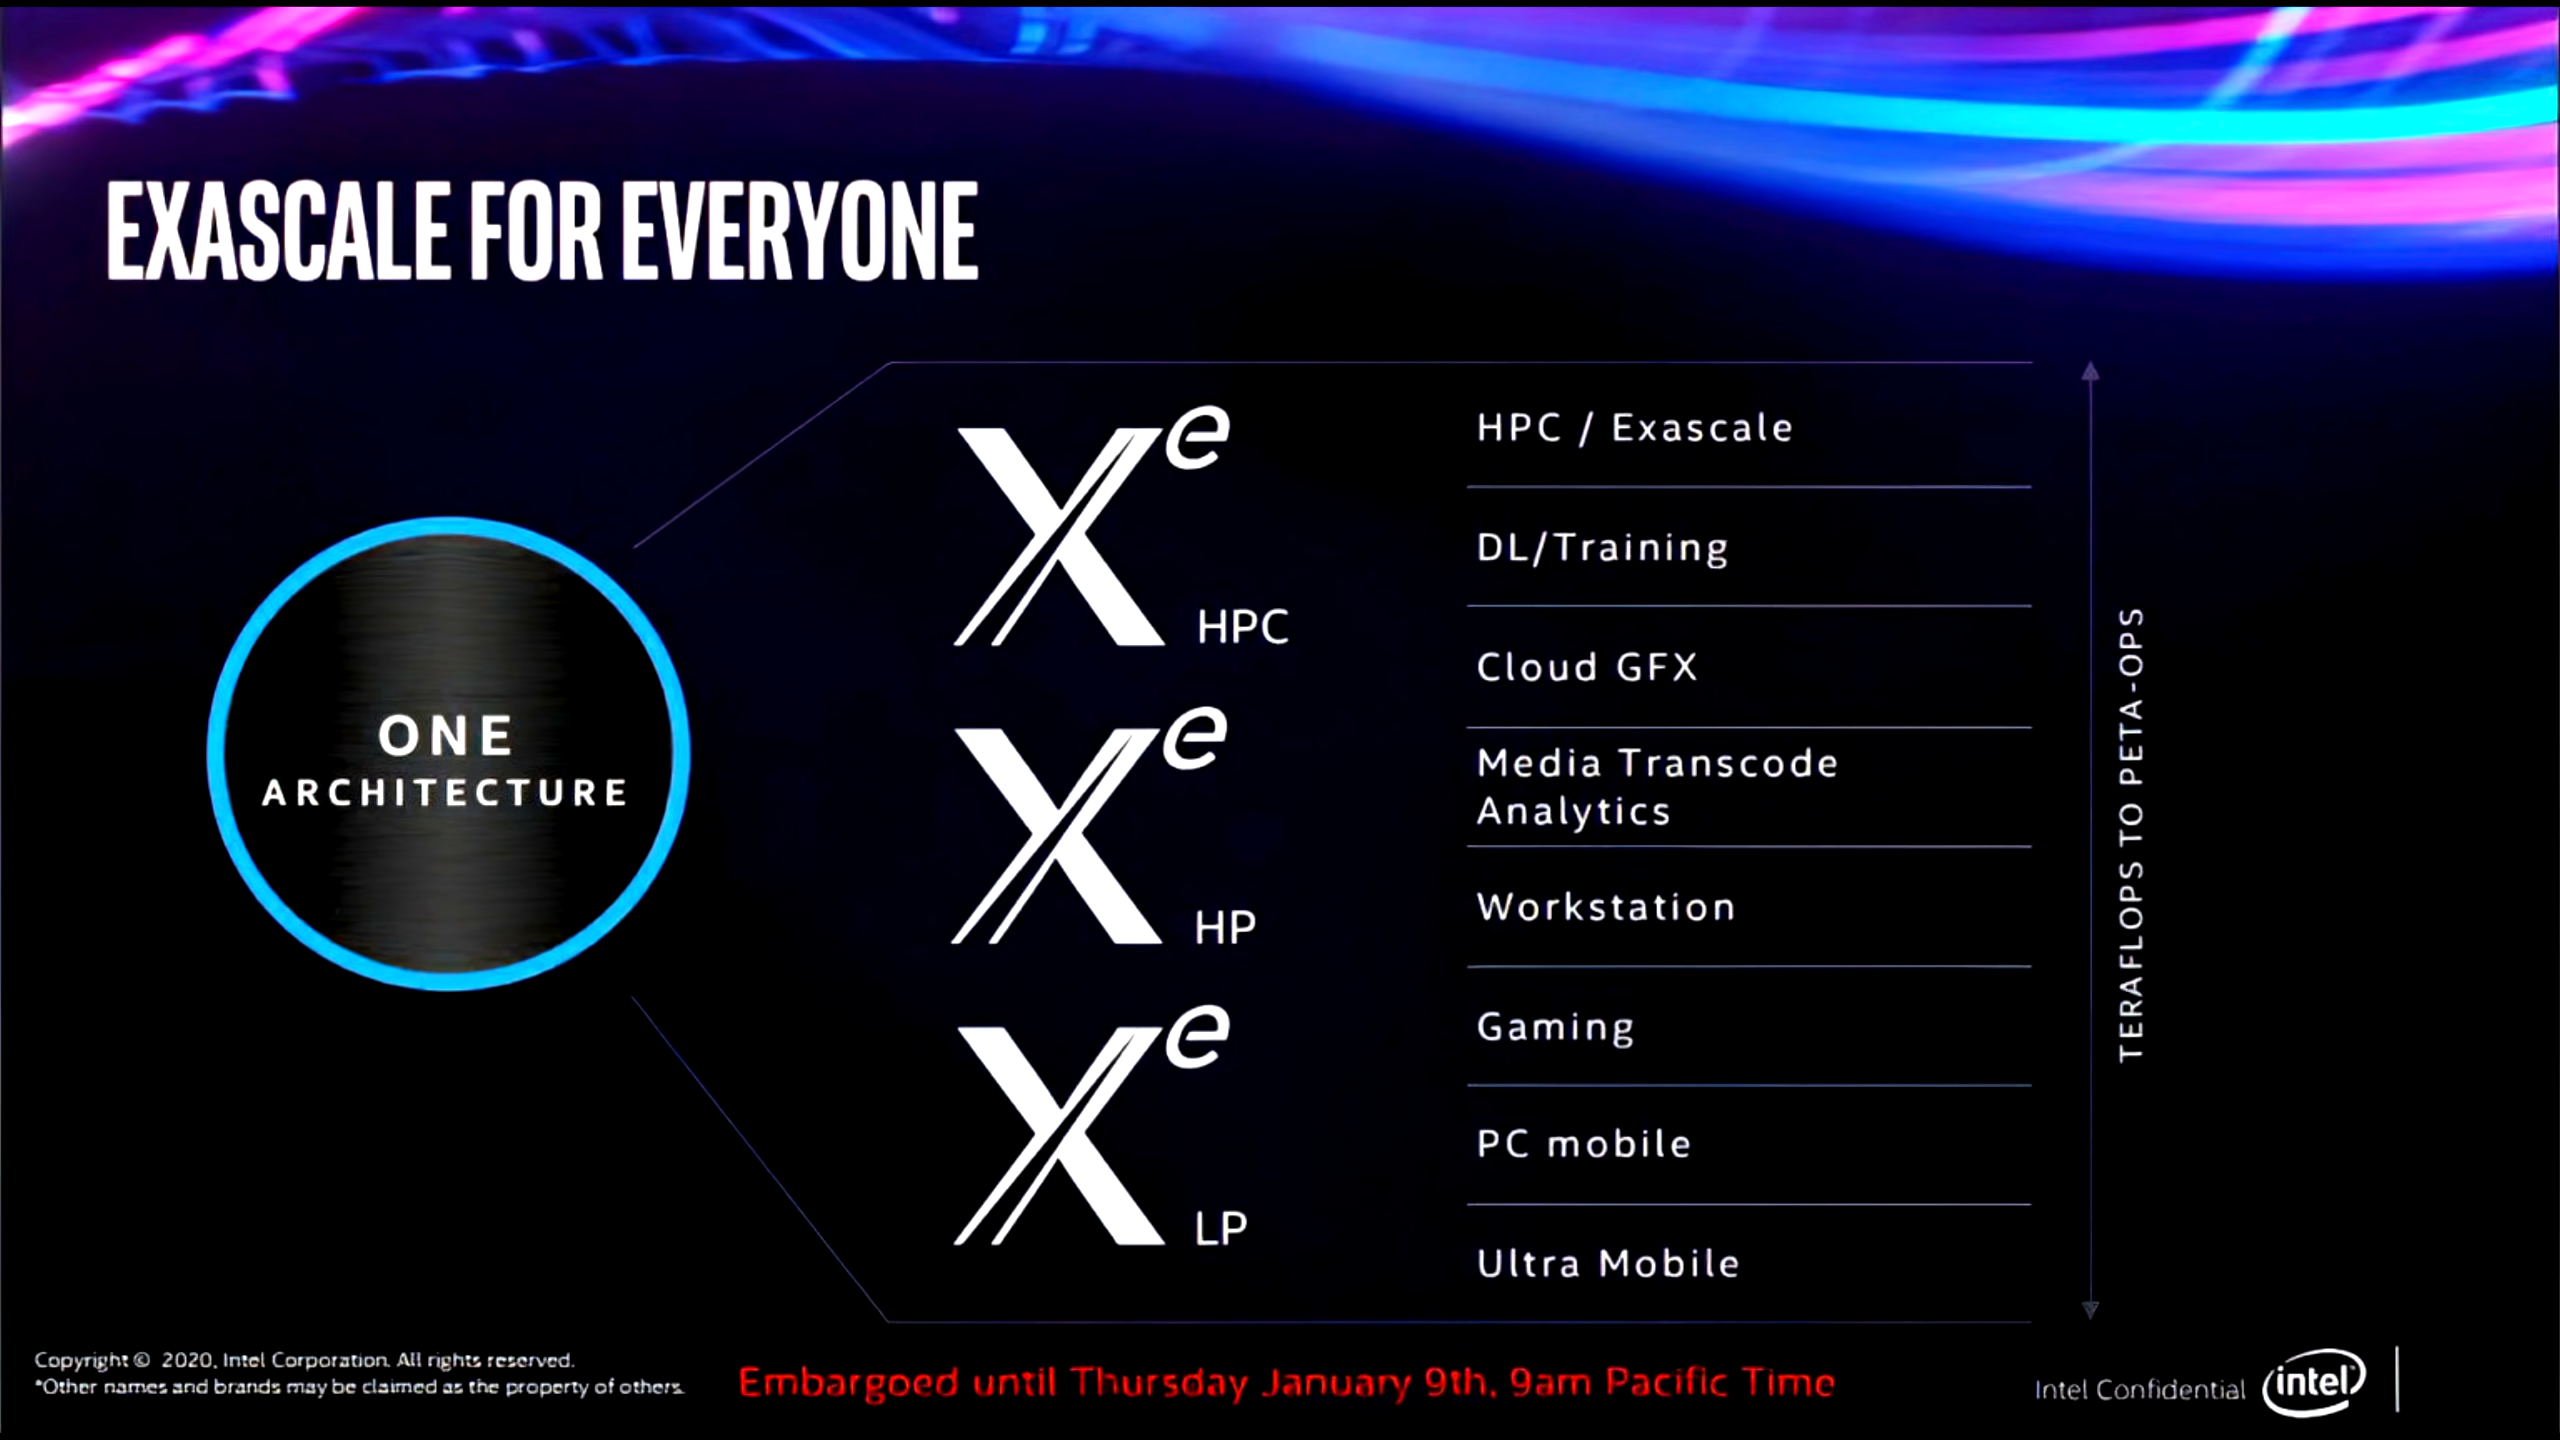 EXASCALE FOR EVERYONE
ONE
ARCHITECTURE
Xe HPC
Xe HP
Xe LP
HPC / Exascale
DL/Training
Cloud GFX
Media Transcode
Analytics
Workstation
Gaming
PC mobile
Ultra Mobile
TERAFLOPS TO PETA-OPS
Copyright © 2020, Intel Corporation. All rights reserved.
*Other names and brands may be claimed as the property of others.
Embargoed until Thursday January 9th, 9am Pacific Time
Intel Confidential
intel